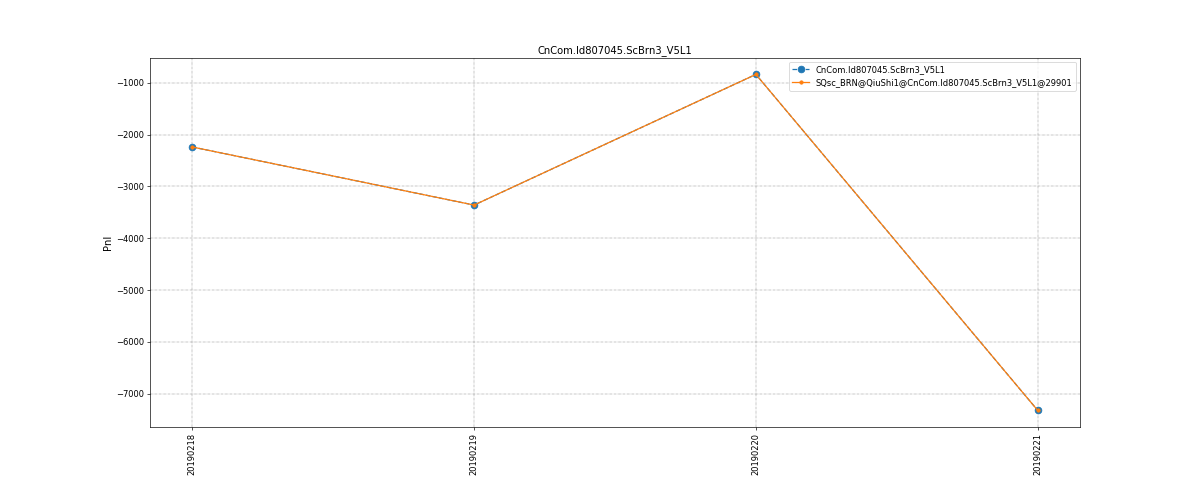 CnCom.Id807045.ScBrn3_V5L1
CnCom.Id807045.ScBrn3_V5L1
SQsc_BRN@QiuShi1@CnCom.Id807045.ScBrn3_V5L1@29901
−1000
−2000
−3000
−4000
−5000
−6000
−7000
Pnl
20190218
20190219
20190220
20190221